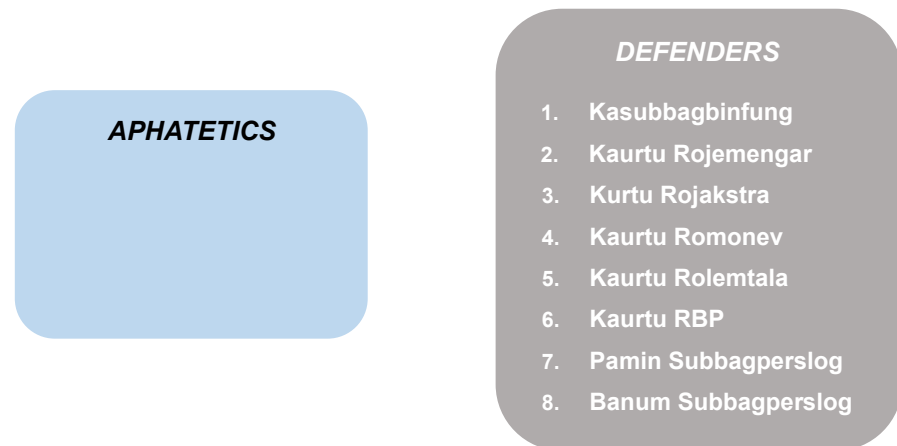 APHATETICS
DEFENDERS
1. Kasubbagbinfung
2. Kaurtu Rojemengar
3. Kurtu Rojakstra
4. Kaurtu Romonev
5. Kaurtu Rolemtala
6. Kaurtu RBP
7. Pamin Subbagperslog
8. Banum Subbagperslog